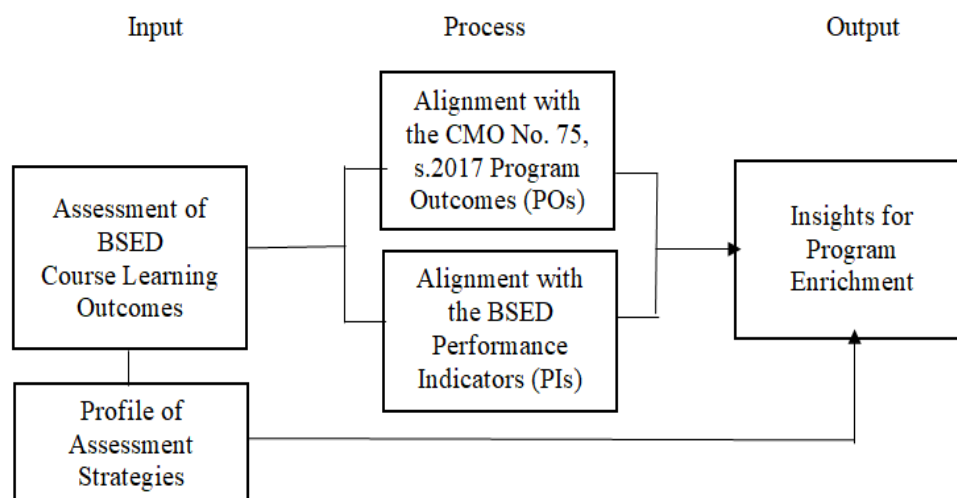 Input
Process
Output
Assessment of
BSED
Course Learning
Outcomes
Profile of
Assessment
Strategies
Alignment with
the CMO No. 75,
s.2017 Program
Outcomes (POs)
Alignment with
the BSED
Performance
Indicators (PIs)
Insights for
Program
Enrichment